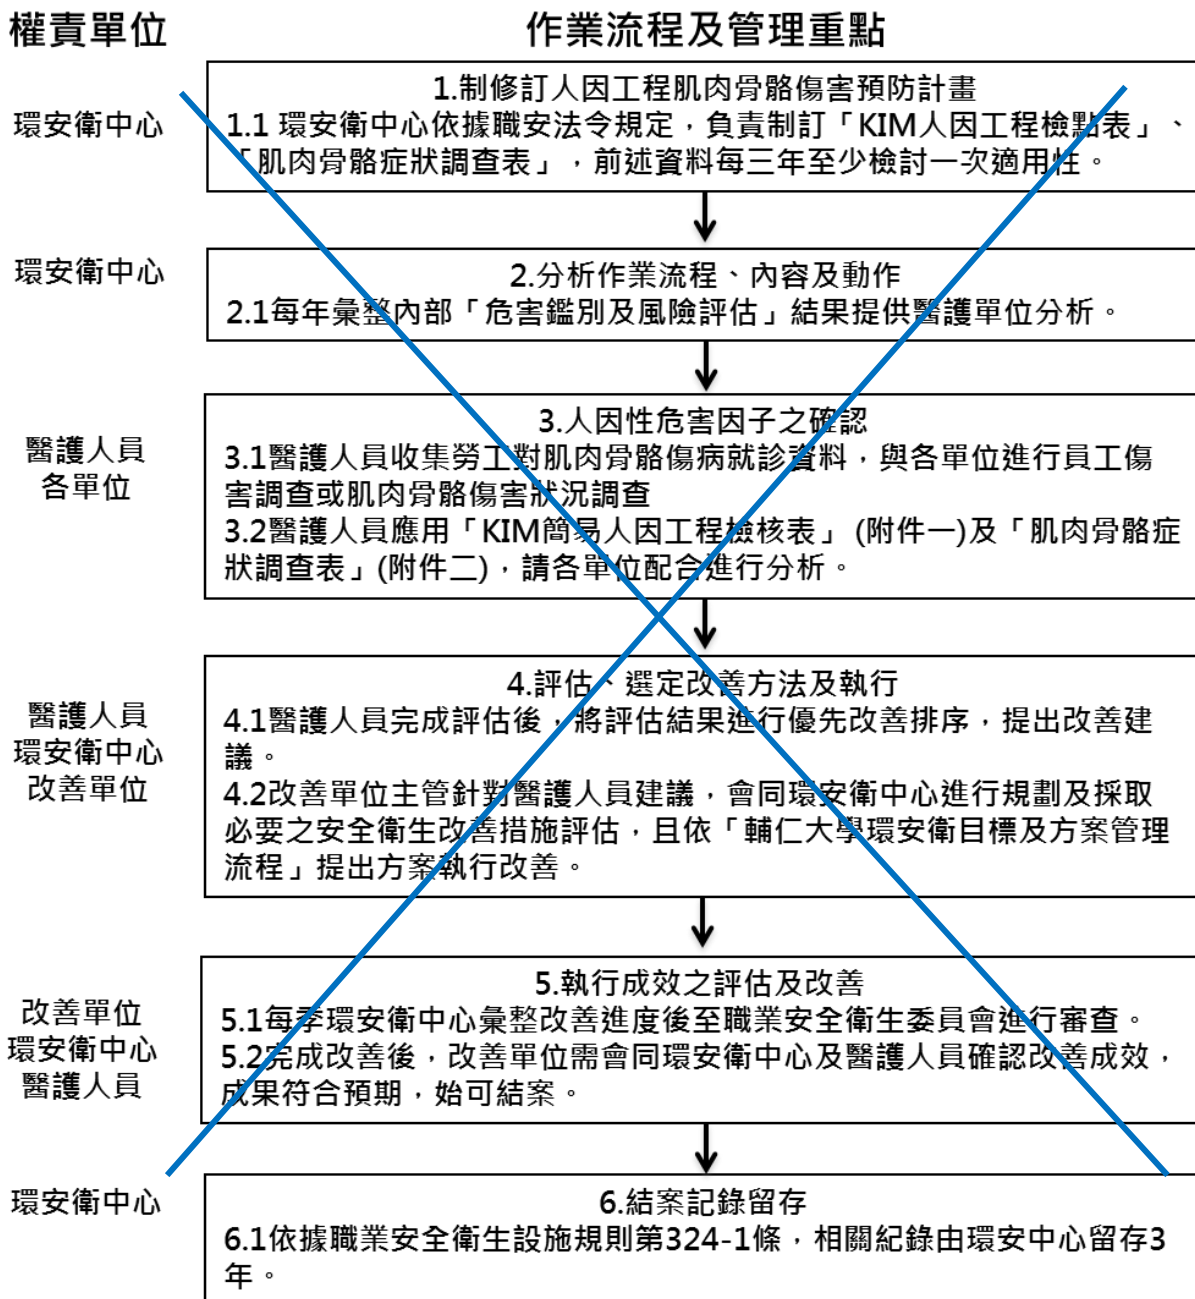 權責單位
作業流程及管理重點
環安衛中心
1.制修訂人因工程肌肉骨骼傷害預防計畫
1.1 環安衛中心依據職安法令規定，負責制訂「KIM人因工程檢點表」、
「肌肉骨骼症狀調查表」，前述資料每三年至少檢討一次適用性。
環安衛中心
2.分析作業流程、內容及動作
2.1每年彙整內部「危害鑑別及風險評估」結果提供醫護單位分析。
醫護人員
各單位
3.人因性危害因子之確認
3.1醫護人員收集勞工對肌肉骨骼傷病就診資料，與各單位進行員工傷
害調查或肌肉骨骼傷害狀況調查
3.2醫護人員應用「KIM簡易人因工程檢核表」 (附件一)及「肌肉骨骼症
狀調查表」(附件二)，請各單位配合進行分析。
醫護人員
環安衛中心
改善單位
4.評估、選定改善方法及執行
4.1醫護人員完成評估後，將評估結果進行優先改善排序，提出改善建
議。
4.2改善單位主管針對醫護人員建議，會同環安衛中心進行規劃及採取
必要之安全衛生改善措施評估，且依「輔仁大學環安衛目標及方案管理
流程」提出方案執行改善。
改善單位
環安衛中心
醫護人員
5.執行成效之評估及改善
5.1每季環安衛中心彙整改善進度後至職業安全衛生委員會進行審查。
5.2完成改善後，改善單位需會同環安衛中心及醫護人員確認改善成效，
成果符合預期，始可結案。
環安衛中心
6.結案記錄留存
6.1依據職業安全衛生設施規則第324-1條，相關紀錄由環安中心留存3
年。